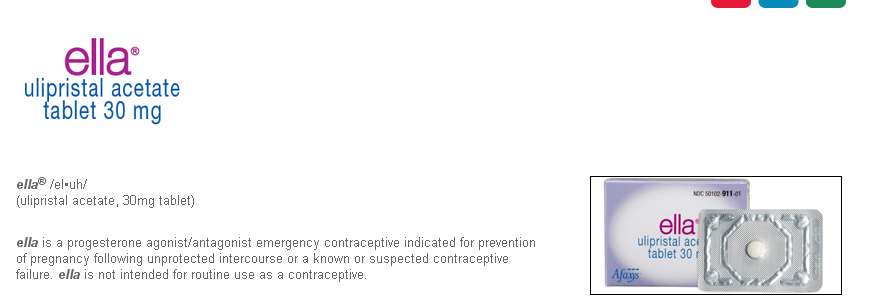 ella®
ulipristal acetate
tablet 30 mg
ella® /el•uh/
(ulipristal acetate, 30mg tablet)
ella is a progesterone agonist/antagonist emergency contraceptive indicated for prevention
of pregnancy following unprotected intercourse or a known or suspected contraceptive
failure. ella is not intended for routine use as a contraceptive.
NDC 50102-911-01
ella®
ulipristal ace
tablet 30
Afaxys